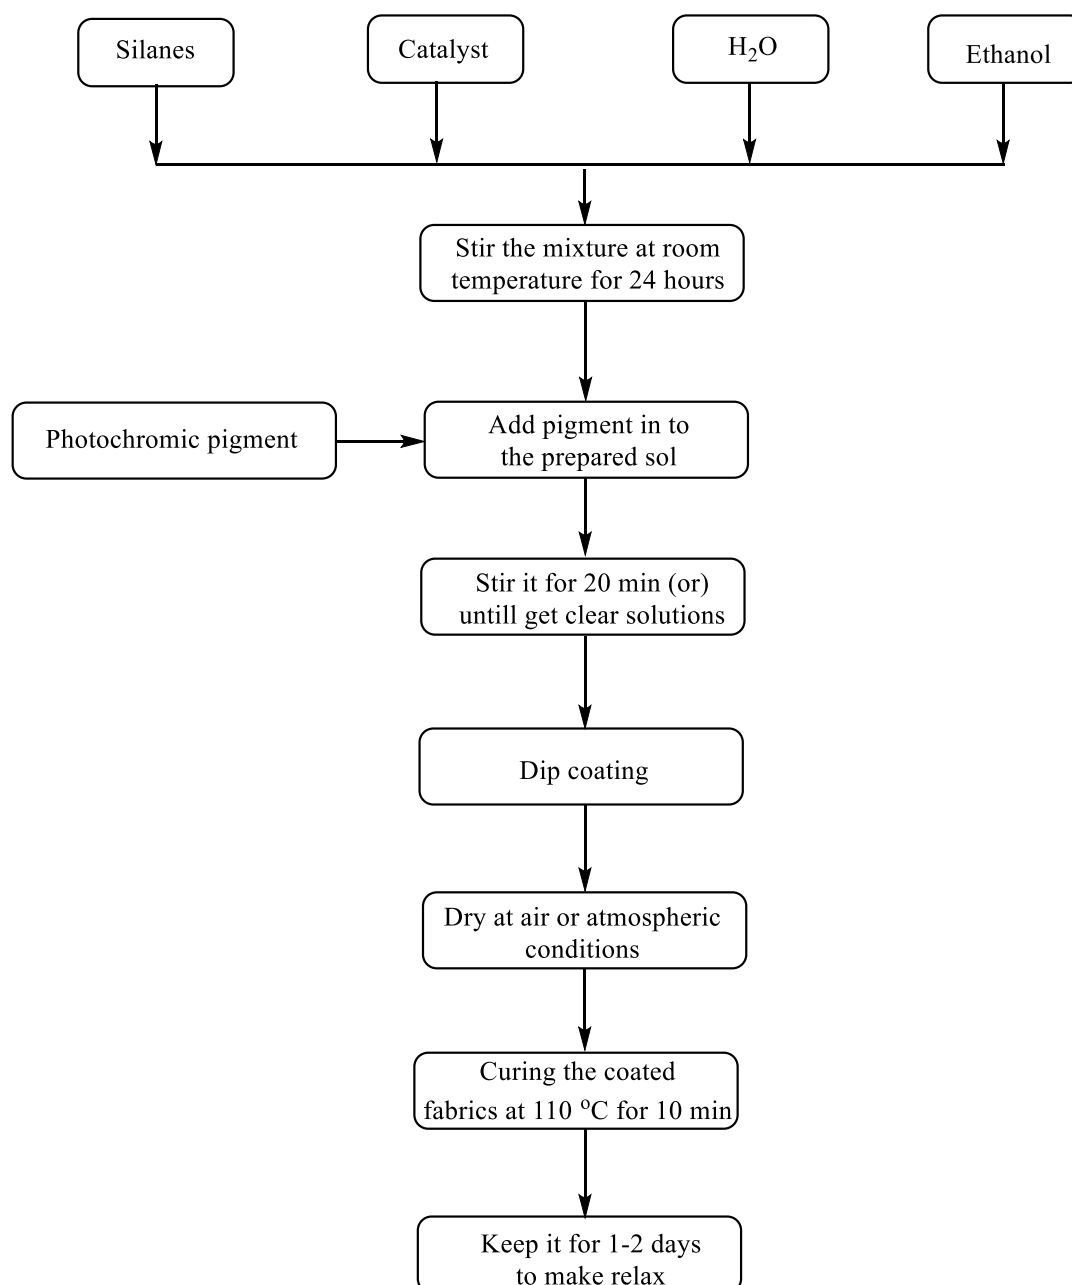 Silanes
Catalyst
H₂O
Ethanol
Stir the mixture at room
temperature for 24 hours
Photochromic pigment
Add pigment in to
the prepared sol
Stir it for 20 min (or)
untill get clear solutions
Dip coating
Dry at air or atmospheric
conditions
Curing the coated
fabrics at 110 °C for 10 min
Keep it for 1-2 days
to make relax